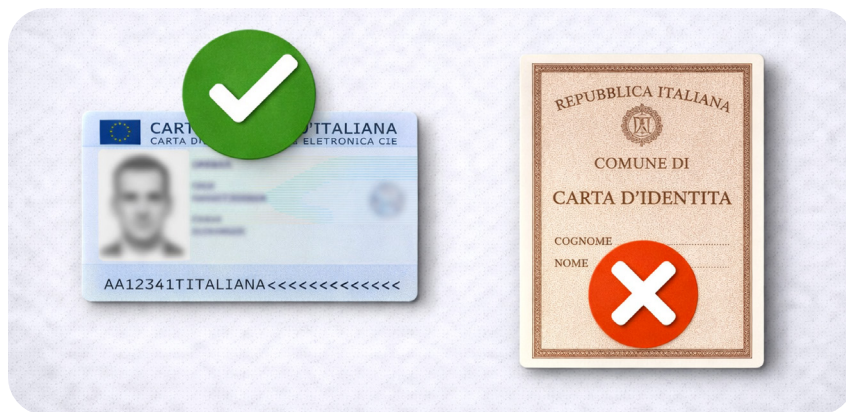 CART D'ITALIANA
CARTA DI ELETRONICA CIE
AA12341TITALIANA<<<<<<<<<<<<<
REPUBBLICA ITALIANA
COMUNE DI
CARTA D'IDENTITA
COGNOME
NOME